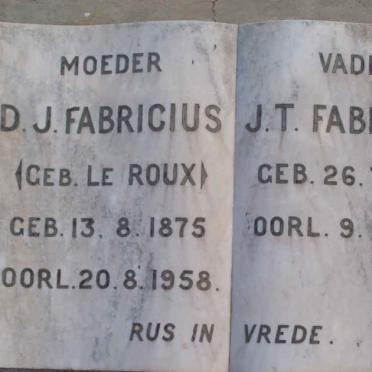 MOEDER
D. J. FABRICIUS
(GEB. LE ROUX)
GEB. 13. 8. 1875
OORL. 20. 8. 1958.
J. T.
GEB. 26.
OORL. 9.
RUS IN VREDE.